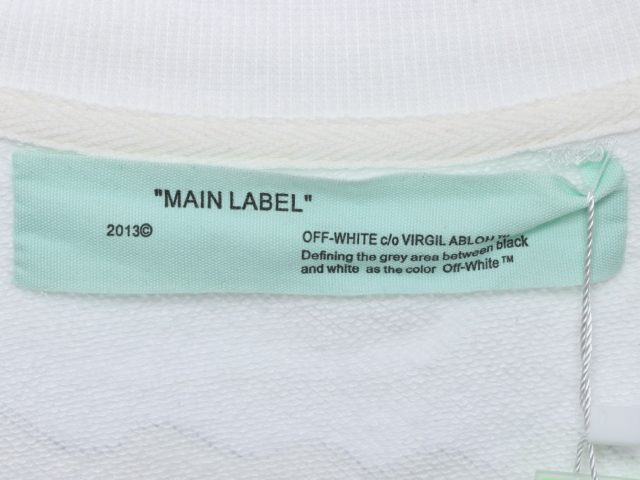 "MAIN LABEL"
2013©
OFF-WHITE c/o VIRGIL ABLOH
Defining the grey area between black
and white as the color Off-White™